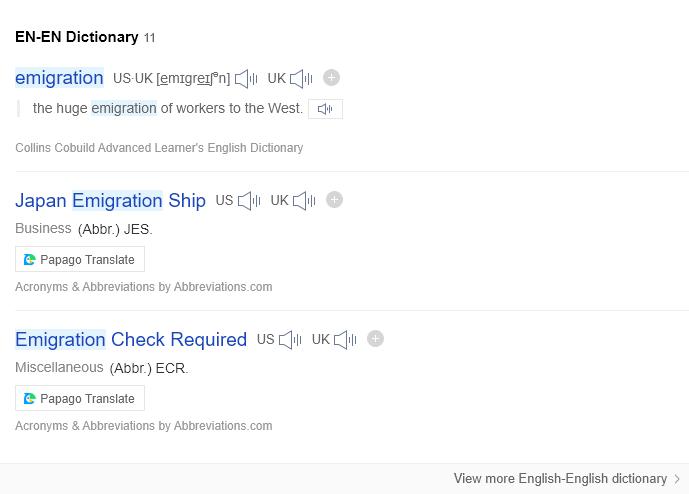 EN-EN Dictionary 11
emigration US·UK [emɪgreɪʃᵊn] UK
the huge emigration of workers to the West.
Collins Cobuild Advanced Learner's English Dictionary
Japan Emigration Ship US UK
Business (Abbr.) JES.
Papago Translate
Acronyms & Abbreviations by Abbreviations.com
Emigration Check Required US UK
Miscellaneous (Abbr.) ECR.
Papago Translate
Acronyms & Abbreviations by Abbreviations.com
View more English-English dictionary